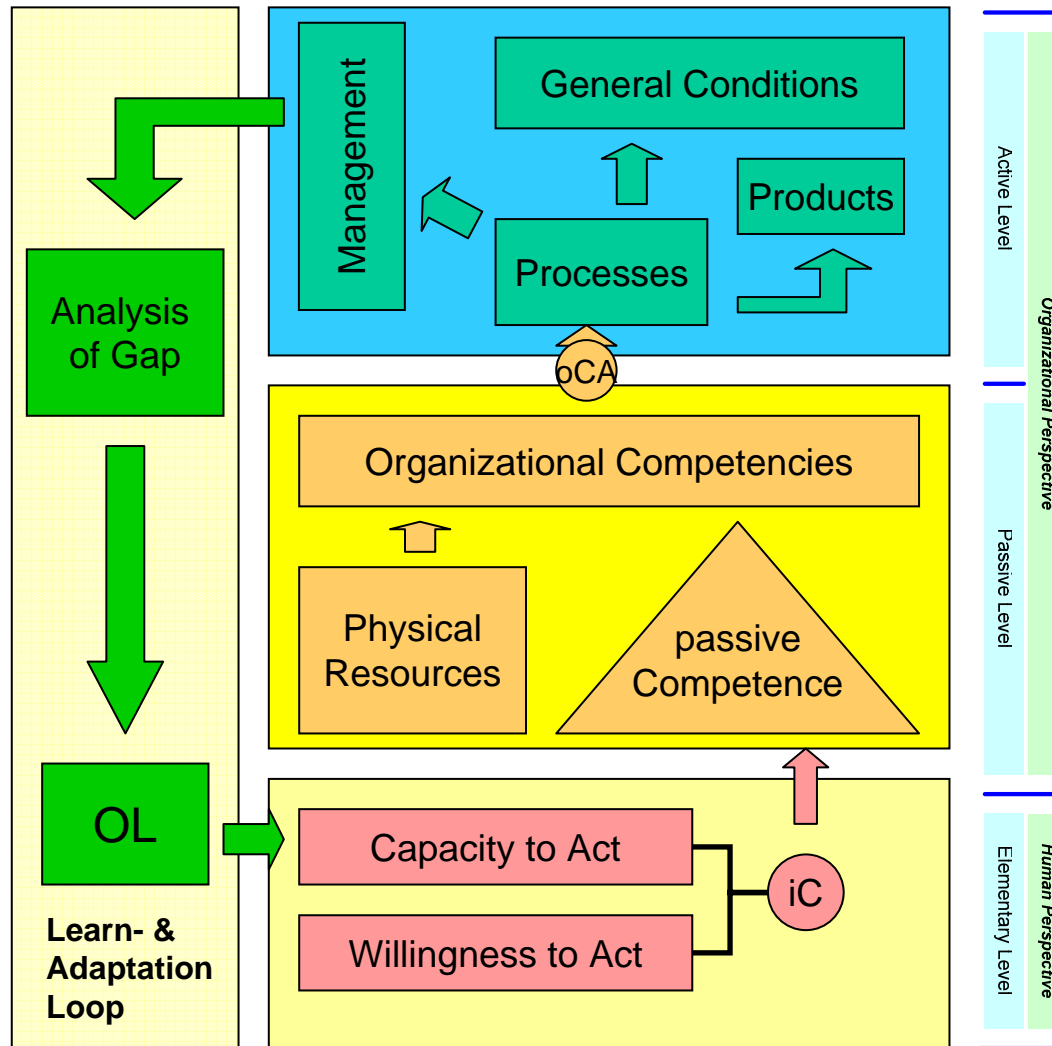 Management
General Conditions
Products
Processes
Analysis
of Gap
oCA
Organizational Competencies
Physical
Resources
passive
Competence
OL
Capacity to Act
iC
Willingness to Act
Learn- &
Adaptation
Loop
Active Level
Passive Level
Elementary Level
Organizational Perspective
Human Perspective